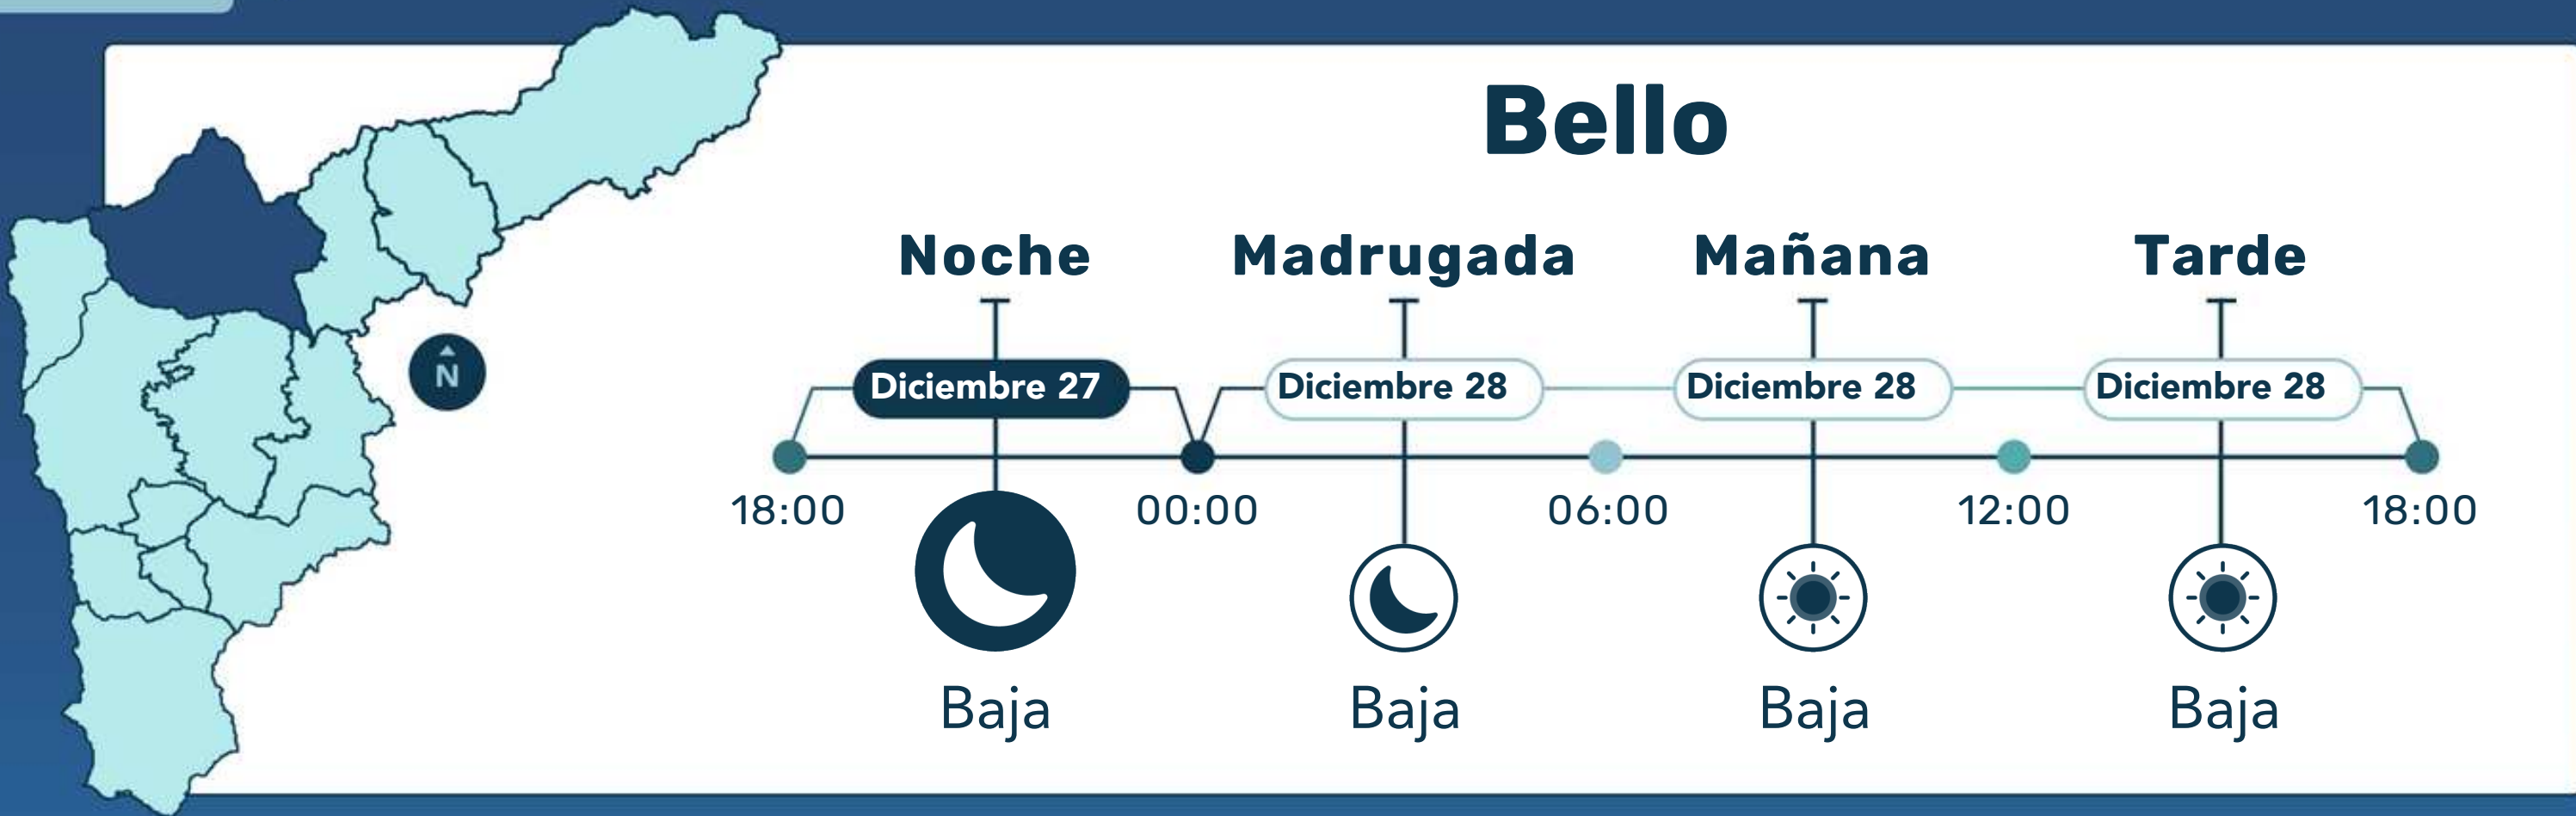 Bello
Noche
Madrugada
Mañana
Tarde
N
Diciembre 27
Diciembre 28
Diciembre 28
Diciembre 28
18:00
00:00
06:00
12:00
18:00
Baja
Baja
Baja
Baja